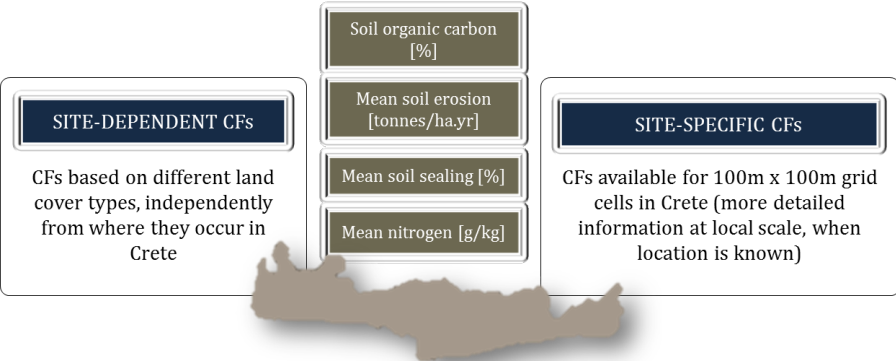 SITE-DEPENDENT CFs
CFs based on different land
cover types, independently
from where they occur in
Crete
Soil organic carbon
[%]
Mean soil erosion
[tonnes/ha.yr]
Mean soil sealing [%]
Mean nitrogen [g/kg]
SITE-SPECIFIC CFs
CFs available for 100m x 100m grid
cells in Crete (more detailed
information at local scale, when
location is known)